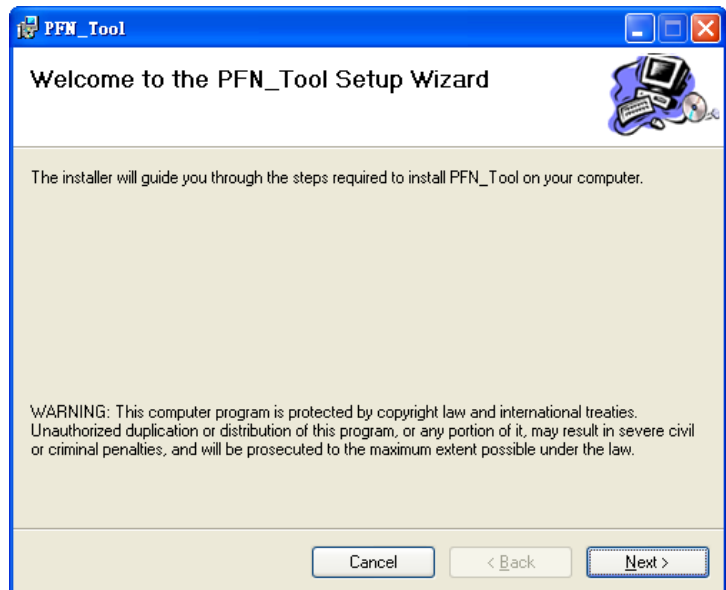 PFN_Tool
Welcome to the PFN_Tool Setup Wizard
The installer will guide you through the steps required to install PFN_Tool on your computer.
WARNING: This computer program is protected by copyright law and international treaties.
Unauthorized duplication or distribution of this program, or any portion of it, may result in severe civil
or criminal penalties, and will be prosecuted to the maximum extent possible under the law.
Cancel
< Back
Next >